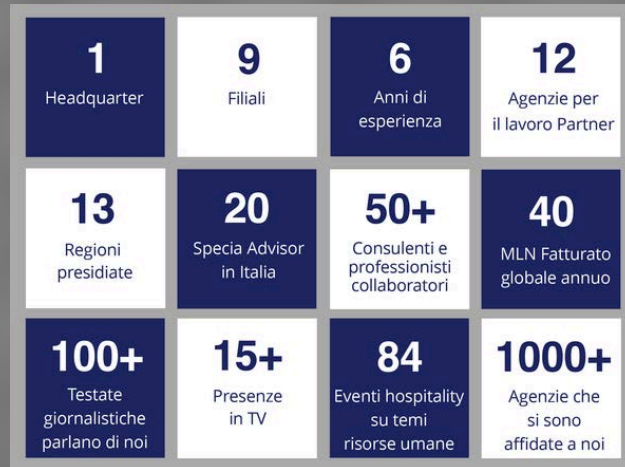 1
Headquarter
9
Filiali
6
Anni di
esperienza
12
Agenzie per
il lavoro Partner
13
Regioni
presidiate
20
Specia Advisor
in Italia
50+
Consulenti e
professionisti
collaboratori
40
MLN Fatturato
globale annuo
100+
Testate
giornalistiche
parlano di noi
15+
Presenze
in TV
84
Eventi hospitality
su temi
risorse umane
1000+
Agenzie che
si sono
affidate a noi